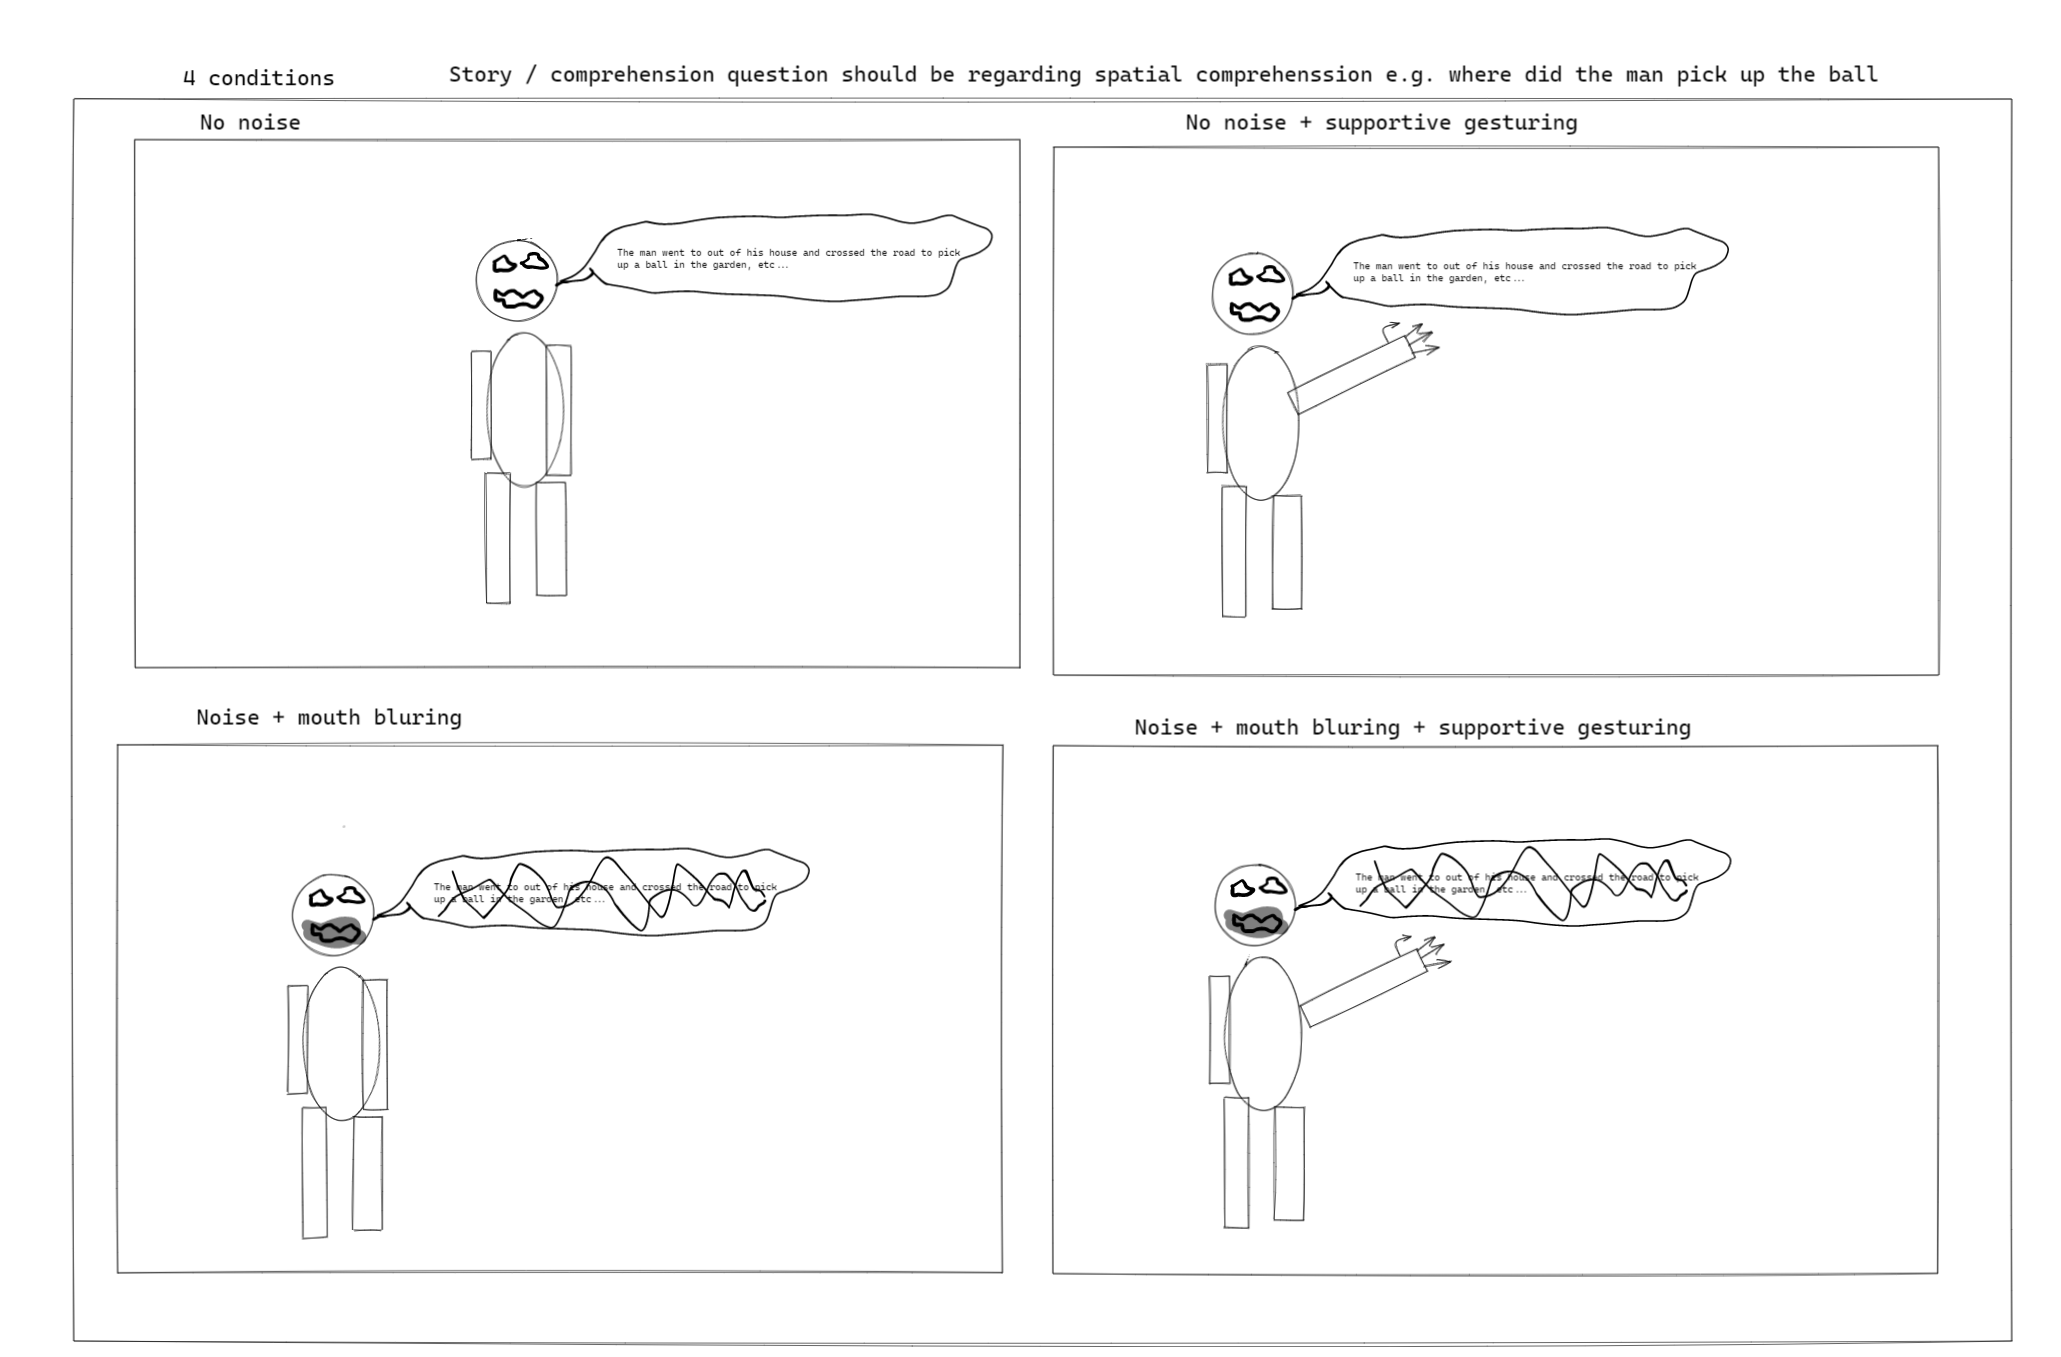 4 conditions
Story / comprehension question should be regarding spatial comprehenssion e.g. where did the man pick up the ball
No noise
The man went to out of his house and crossed the road to pick
up a ball in the garden, etc...
No noise + supportive gesturing
The man went to out of his house and crossed the road to pick
up a ball in the garden, etc...
Noise + mouth bluring
The man went to out of his house and crossed the road to pick
up a ball in the garden, etc...
Noise + mouth bluring + supportive gesturing
The man went to out of his house and crossed the road to pick
up a ball in the garden, etc...